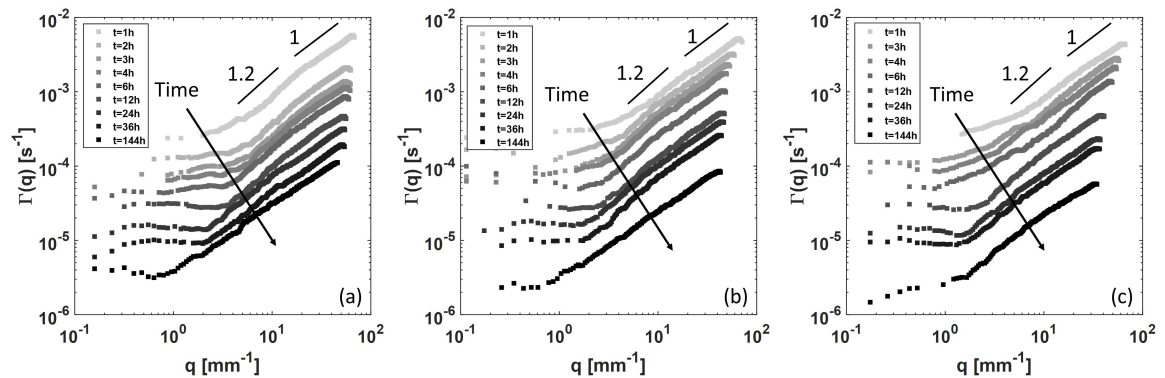 10^-2
10^-3
10^-4
10^-5
10^-6
Γ(q) [s^-1]
t=1h
t=2h
t=3h
t=4h
t=6h
t=12h
t=24h
t=36h
t=144h
Time
1.2
1
(a)
10^-1
10^0
10^1
10^2
q [mm^-1]
10^-2
10^-3
10^-4
10^-5
10^-6
Γ(q) [s^-1]
t=1h
t=2h
t=3h
t=4h
t=6h
t=12h
t=24h
t=36h
t=144h
Time
1.2
1
(b)
10^-1
10^0
10^1
10^2
q [mm^-1]
10^-2
10^-3
10^-4
10^-5
10^-6
Γ(q) [s^-1]
t=1h
t=3h
t=4h
t=6h
t=12h
t=24h
t=36h
t=144h
Time
1.2
1
(c)
10^-1
10^0
10^1
10^2
q [mm^-1]